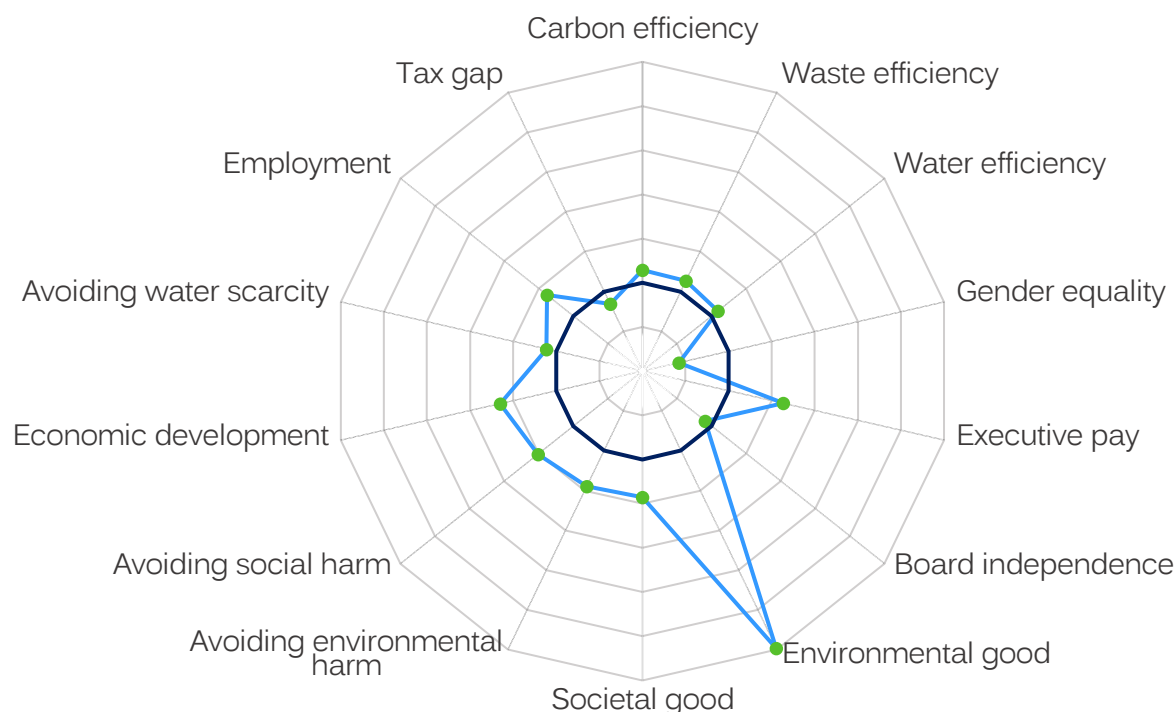 Carbon efficiency
Tax gap
Waste efficiency
Employment
Water efficiency
Avoiding water scarcity
Gender equality
Economic development
Executive pay
Avoiding social harm
Board independence
Avoiding environmental
harm
Environmental good
Societal good